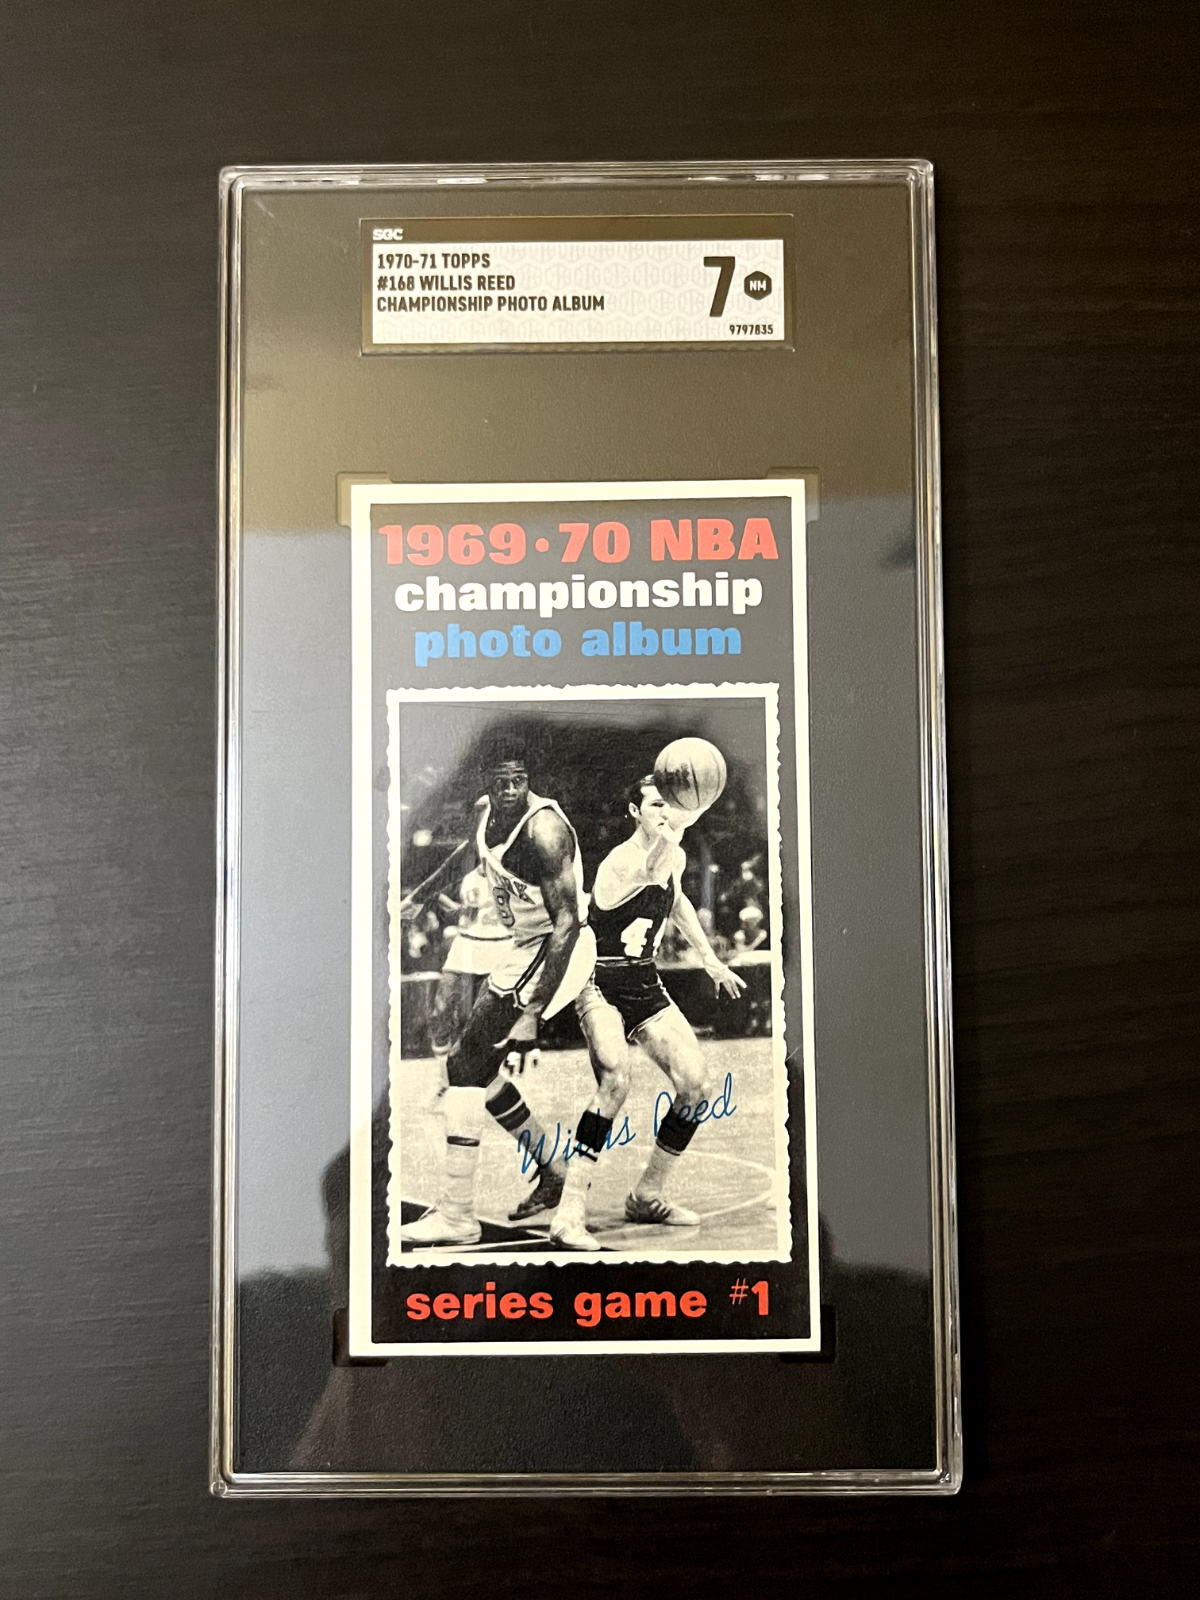 SGC
1970-71 TOPPS
#168 WILLIS REED
CHAMPIONSHIP PHOTO ALBUM
7 NM
9797835
1969·70 NBA
championship
photo album
4
Willis Reed
series game #1